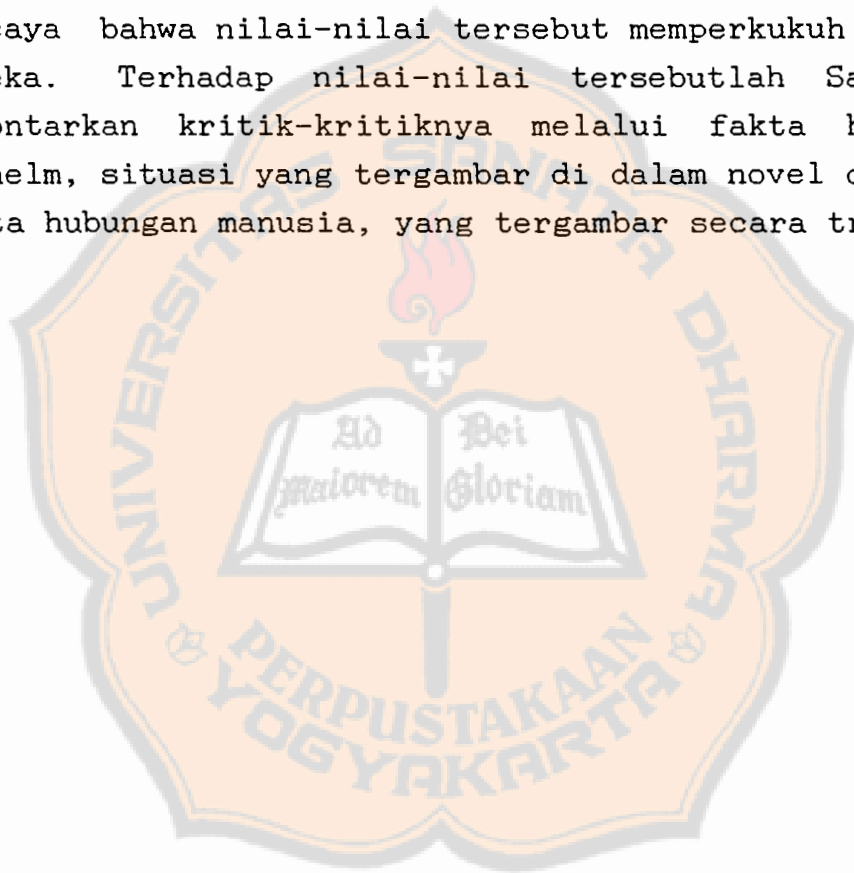 caya bahwa nilai-nilai tersebut memperkukuh
eka. Terhadap nilai-nilai tersebutlah Sa
ontarkan kritik-kritiknya melalui fakta h
helm, situasi yang tergambar di dalam novel d
ta hubungan manusia, yang tergambar secara tr
UNIVERSITAS SANATA DHARMA
Ad Dei
Maiorem Gloriam
PERPUSTAKAAN
YOGYAKARTA